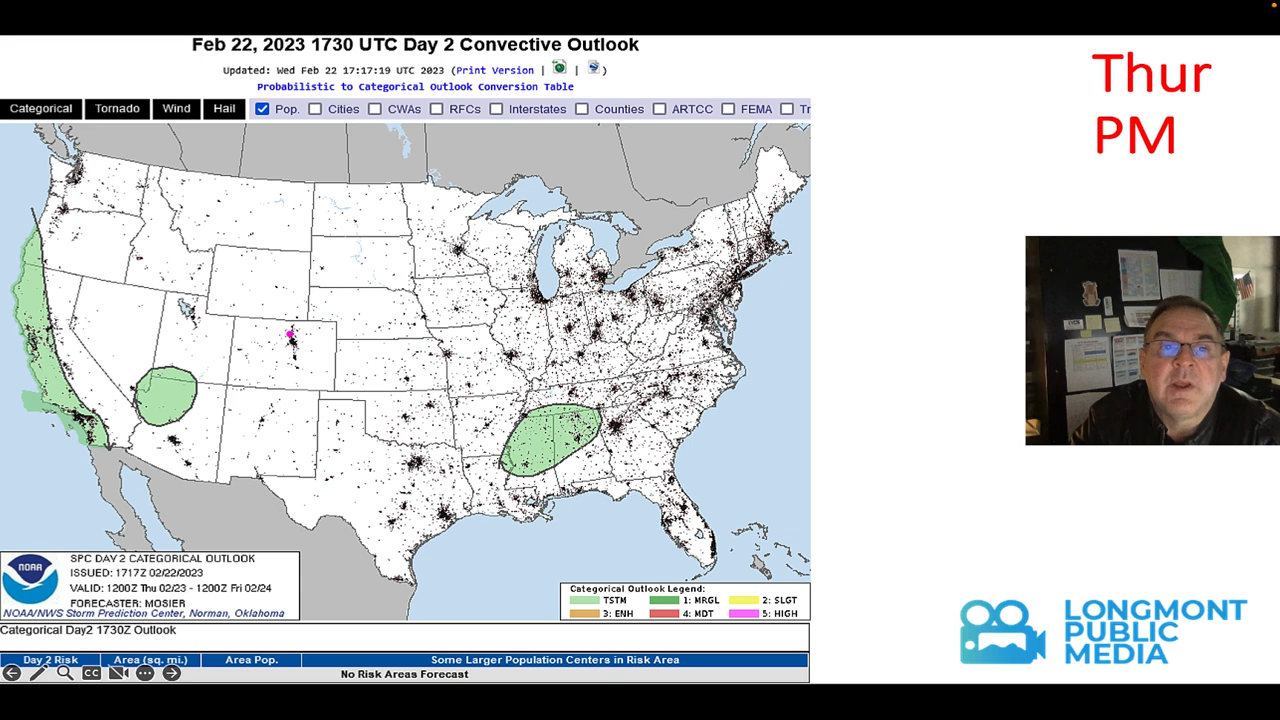 Feb 22, 2023 1730 UTC Day 2 Convective Outlook
Updated: Wed Feb 22 17:17:19 UTC 2023 (Print Version | | )
Probabilistic to Categorical Outlook Conversion Table
Categorical Tornado Wind Hail Pop. Cities CWAs RFCs Interstates Counties ARTCC FEMA Tr
Thur
PM
NOAA
SPC DAY 2 CATEGORICAL OUTLOOK
ISSUED: 1717Z 02/22/2023
VALID: 1200Z Thu 02/23 - 1200Z Fri 02/24
FORECASTER: MOSIER
NOAA/NWS Storm Prediction Center, Norman, Oklahoma
Categorical Outlook Legend:
TSTM 1: MRGL 2: SLGT
3: ENH 4: MDT 5: HIGH
Categorical Day2 1730Z Outlook
Day 2 Risk Area (sq. mi.) Area Pop. Some Larger Population Centers in Risk Area
No Risk Areas Forecast
CC
LONGMONT
PUBLIC
MEDIA